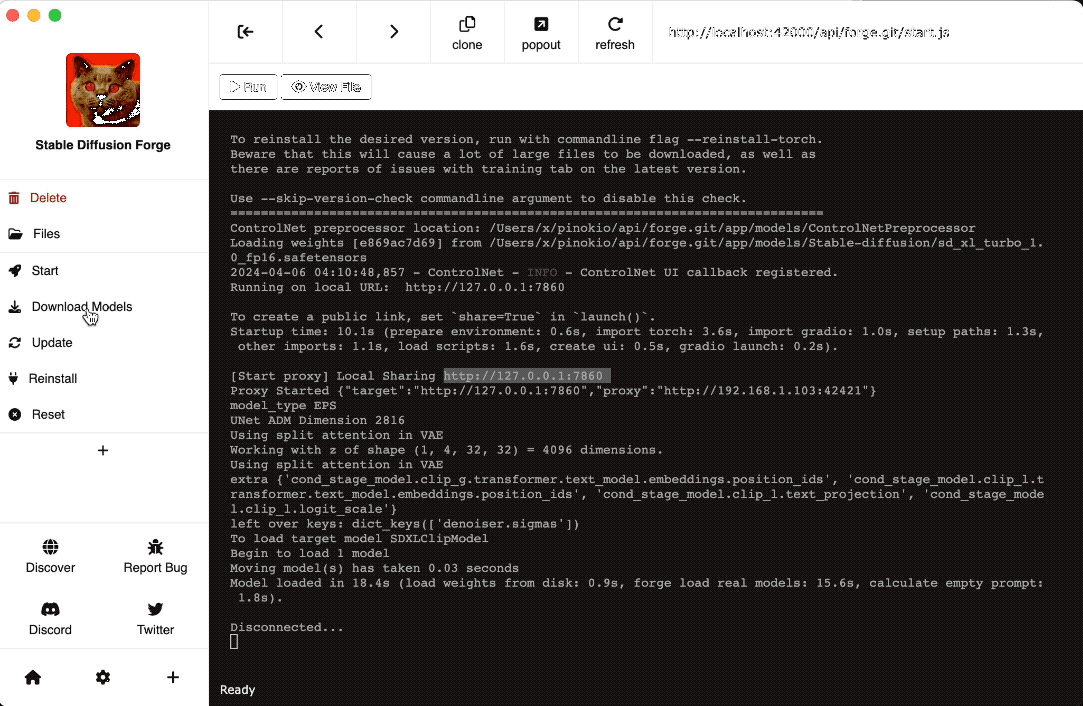 clone
popout
refresh
http://localhost:42000/api/forge.git/start.js
Run
View File
Stable Diffusion Forge
Delete
Files
Start
Download Models
Update
Reinstall
Reset
Discover
Report Bug
Discord
Twitter
To reinstall the desired version, run with commandline flag --reinstall-torch.
Beware that this will cause a lot of large files to be downloaded, as well as
there are reports of issues with training tab on the latest version.
Use --skip-version-check commandline argument to disable this check.
================================================================================
ControlNet preprocessor location: /Users/x/pinokio/api/forge.git/app/models/ControlNetPreprocessor
Loading weights [e869ac7d69] from /Users/x/pinokio/api/forge.git/app/models/Stable-diffusion/sd_xl_turbo_1.
0_fp16.safetensors
2024-04-06 04:10:48,857 - ControlNet - INFO - ControlNet UI callback registered.
Running on local URL:  http://127.0.0.1:7860
To create a public link, set `share=True` in `launch()`.
Startup time: 10.1s (prepare environment: 0.6s, import torch: 3.6s, import gradio: 1.0s, setup paths: 1.3s,
other imports: 1.1s, load scripts: 1.6s, create ui: 0.5s, gradio launch: 0.2s).
[Start proxy] Local Sharing http://127.0.0.1:7860
Proxy Started {"target":"http://127.0.0.1:7860","proxy":"http://192.168.1.103:42421"}
model_type EPS
UNet ADM Dimension 2816
Using split attention in VAE
Working with z of shape (1, 4, 32, 32) = 4096 dimensions.
Using split attention in VAE
extra {'cond_stage_model.clip_g.transformer.text_model.embeddings.position_ids', 'cond_stage_model.clip_l.t
ransformer.text_model.embeddings.position_ids', 'cond_stage_model.clip_l.text_projection', 'cond_stage_mode
l.clip_l.logit_scale'}
left over keys: dict_keys(['denoiser.sigmas'])
To load target model SDXLClipModel
Begin to load 1 model
Moving model(s) has taken 0.03 seconds
Model loaded in 18.4s (load weights from disk: 0.9s, forge load real models: 15.6s, calculate empty prompt:
1.8s).
Disconnected...
Ready